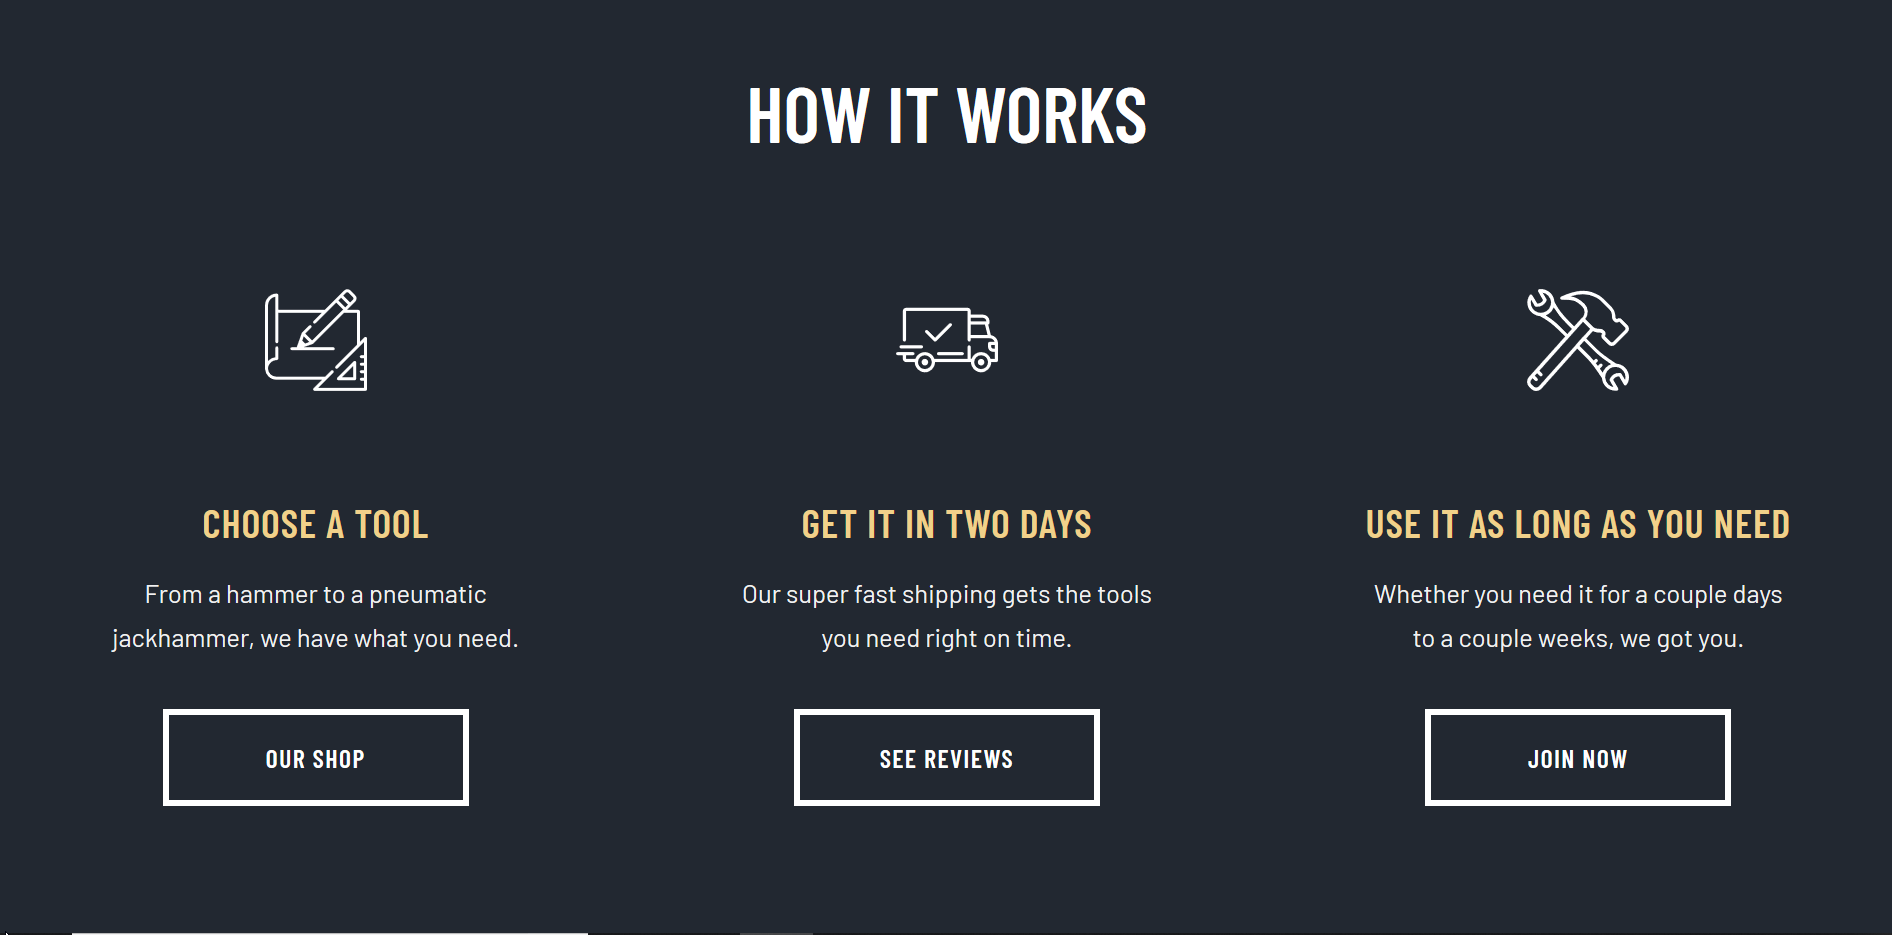 HOW IT WORKS
CHOOSE A TOOL
From a hammer to a pneumatic
jackhammer, we have what you need.
OUR SHOP
GET IT IN TWO DAYS
Our super fast shipping gets the tools
you need right on time.
SEE REVIEWS
USE IT AS LONG AS YOU NEED
Whether you need it for a couple days
to a couple weeks, we got you.
JOIN NOW